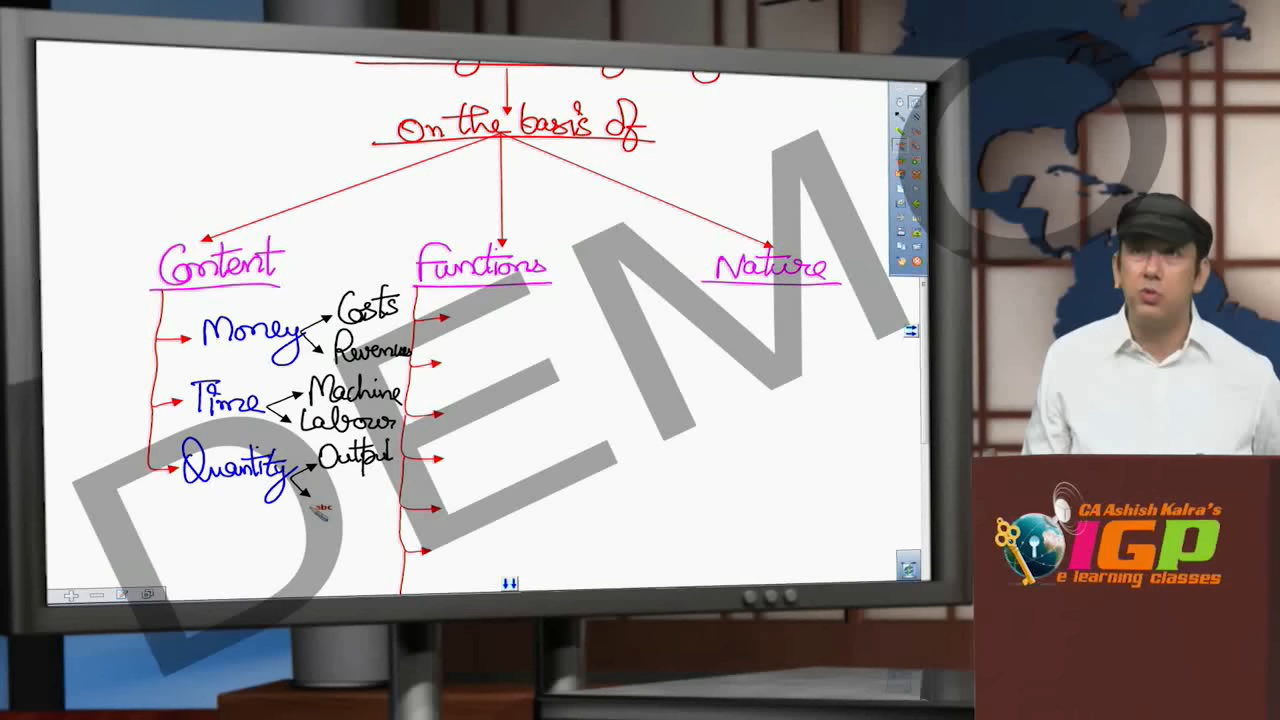 On the basis of
Content
Functions
Nature
Money
Costs
Revenues
Time
Machine
Labour
Quantity
Output
abc
DEMO
CA Ashish Kalra's
IGP
e learning classes